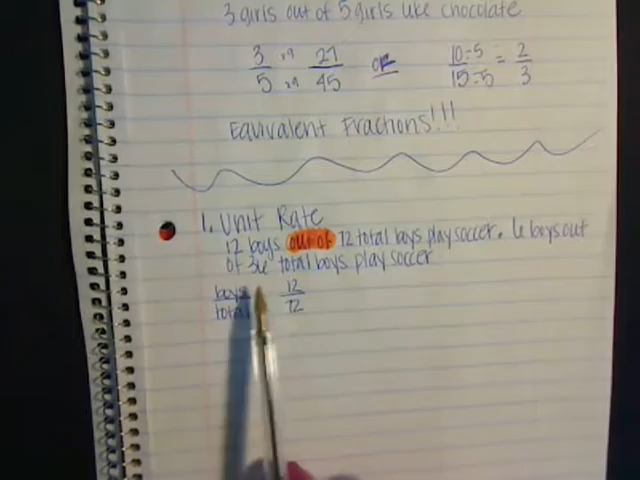 3 girls out of 5 girls like chocolate
3/5 ×9 ×9 27/45 or 10÷5/15÷5 = 2/3
Equivalent Fractions!!!
1. Unit Rate
12 boys out of 72 total boys play soccer. 6 boys out
of 36 total boys play soccer
boys/total 12/72